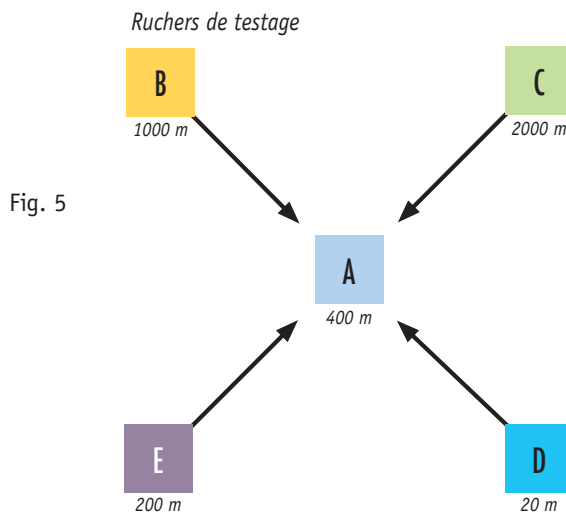 Ruchers de testage
B
1000 m
C
2000 m
Fig. 5
A
400 m
E
200 m
D
20 m